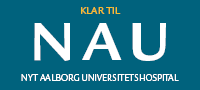 KLAR TIL
NAU
NYT AALBORG UNIVERSITETSHOSPITAL